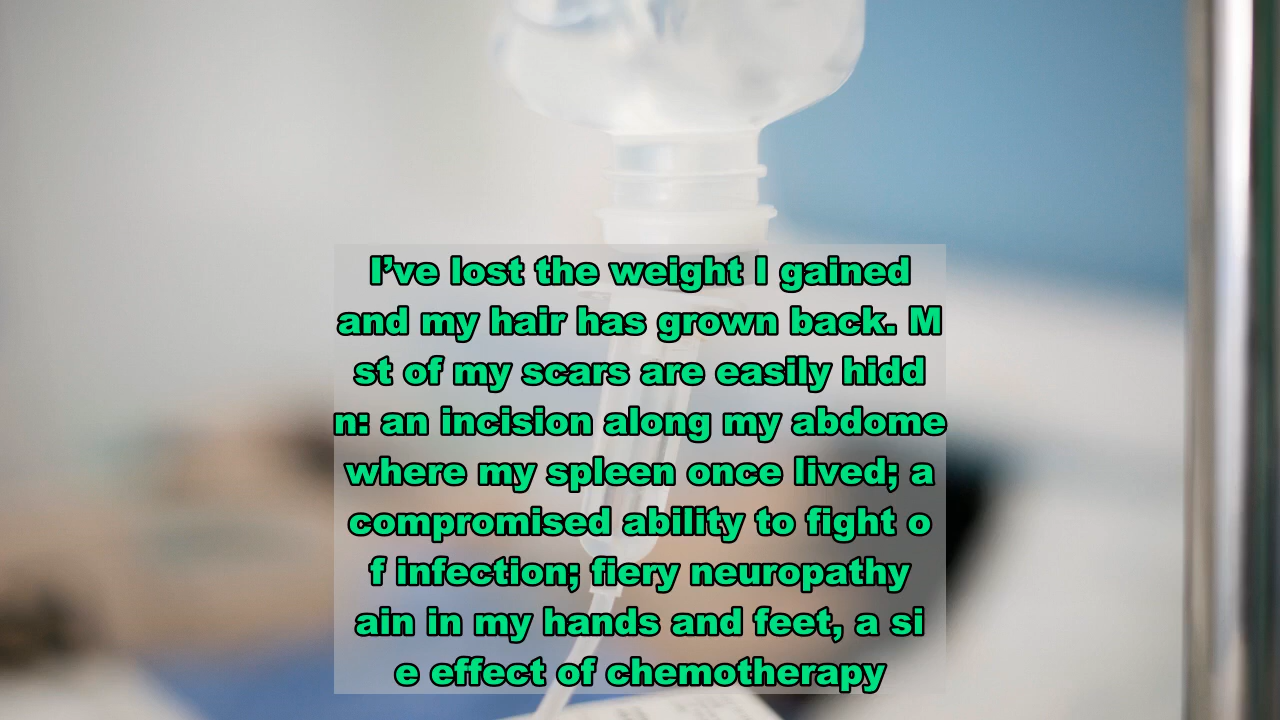 I’ve lost the weight I gained
and my hair has grown back. M
st of my scars are easily hidd
n: an incision along my abdome
where my spleen once lived; a
compromised ability to fight o
f infection; fiery neuropathy
ain in my hands and feet, a si
e effect of chemotherapy